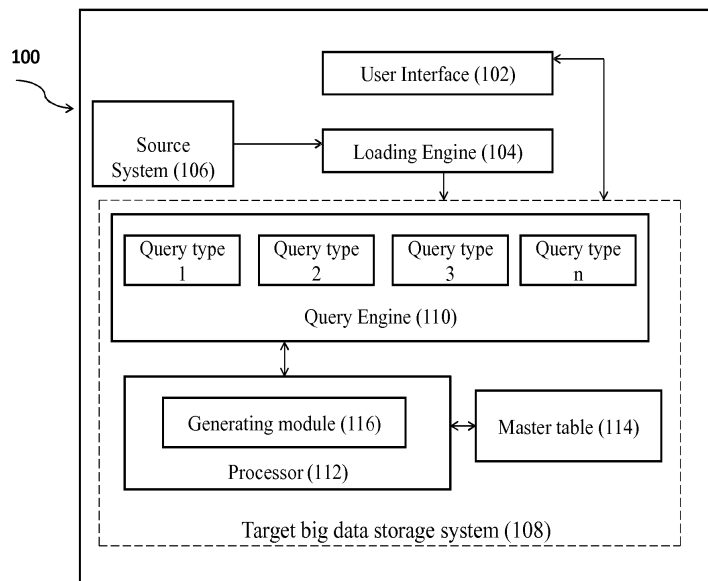 100
User Interface (102)
Source
System (106)
Loading Engine (104)
Query type
1
Query type
2
Query type
3
Query type
n
Query Engine (110)
Generating module (116)
Processor (112)
Master table (114)
Target big data storage system (108)